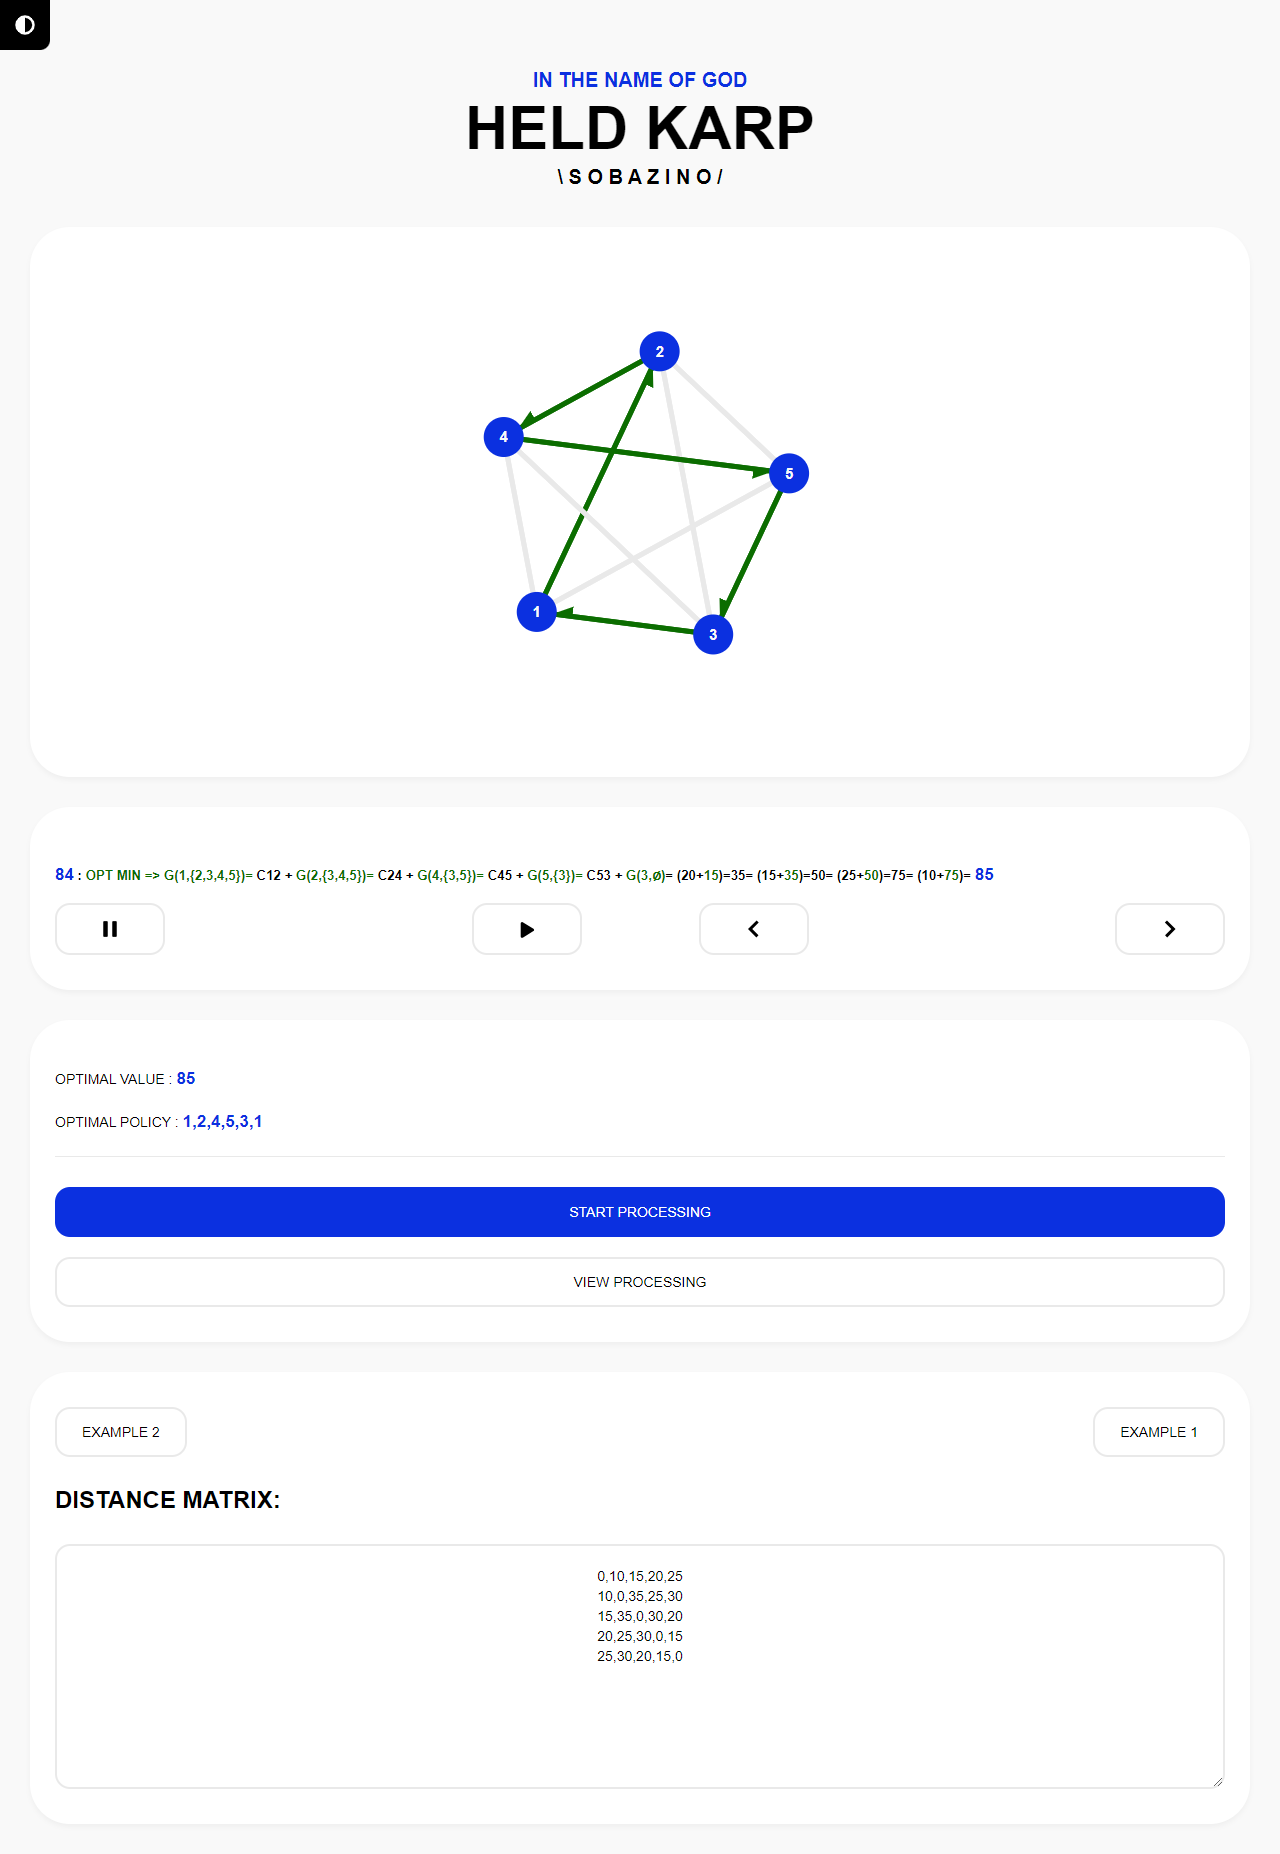 IN THE NAME OF GOD
HELD KARP
\ S O B A Z I N O /
2
4
5
1
3
84 : OPT MIN => G(1,{2,3,4,5})= C12 + G(2,{3,4,5})= C24 + G(4,{3,5})= C45 + G(5,{3})= C53 + G(3,ø)= (20+15)=35= (15+35)=50= (25+50)=75= (10+75)= 85
OPTIMAL VALUE : 85
OPTIMAL POLICY : 1,2,4,5,3,1
START PROCESSING
VIEW PROCESSING
EXAMPLE 2
EXAMPLE 1
DISTANCE MATRIX:
0,10,15,20,25
10,0,35,25,30
15,35,0,30,20
20,25,30,0,15
25,30,20,15,0